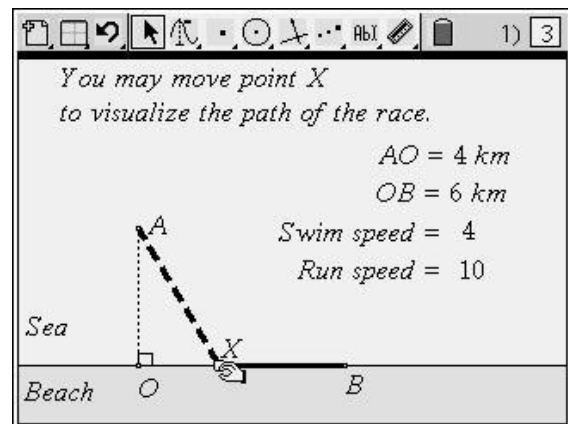 AbI 1) 3
You may move point X
to visualize the path of the race.
AO = 4 km
OB = 6 km
A
Swim speed = 4
Run speed = 10
Sea
X
Beach O B